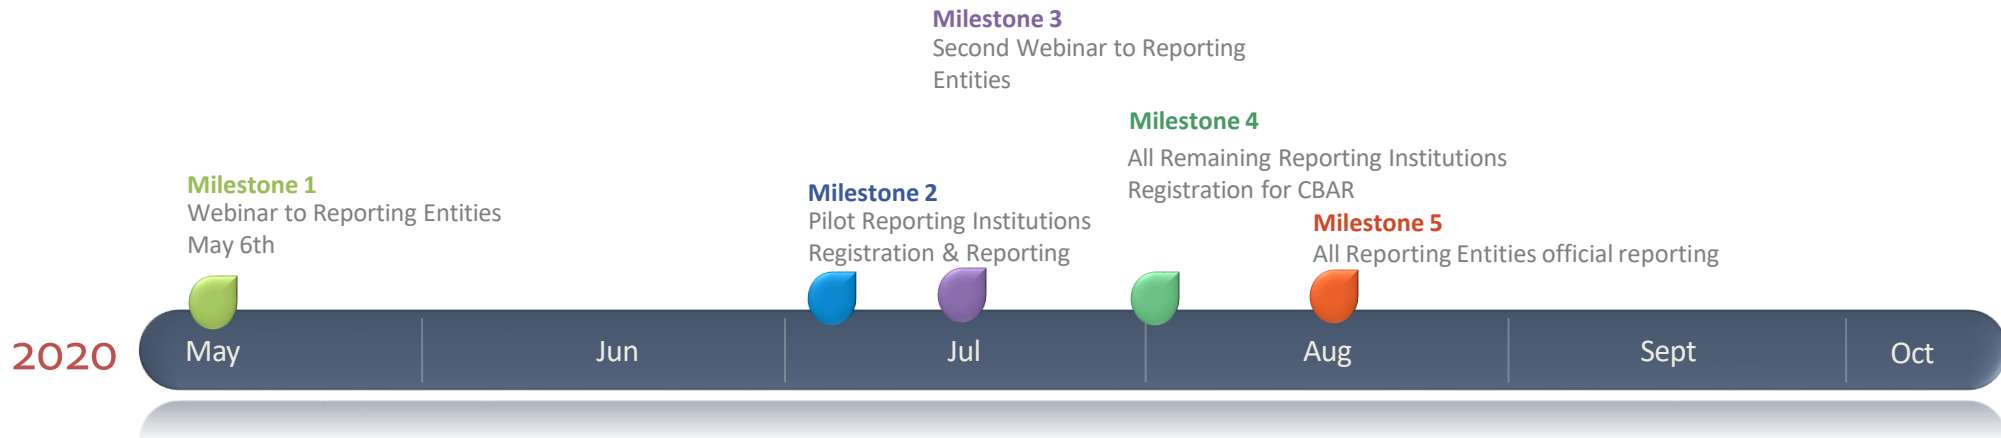 Milestone 3
Second Webinar to Reporting
Entities
Milestone 4
All Remaining Reporting Institutions
Registration for CBAR
Milestone 1
Webinar to Reporting Entities
May 6th
Milestone 2
Pilot Reporting Institutions
Registration & Reporting
Milestone 5
All Reporting Entities official reporting
2020
May
Jun
Jul
Aug
Sept
Oct